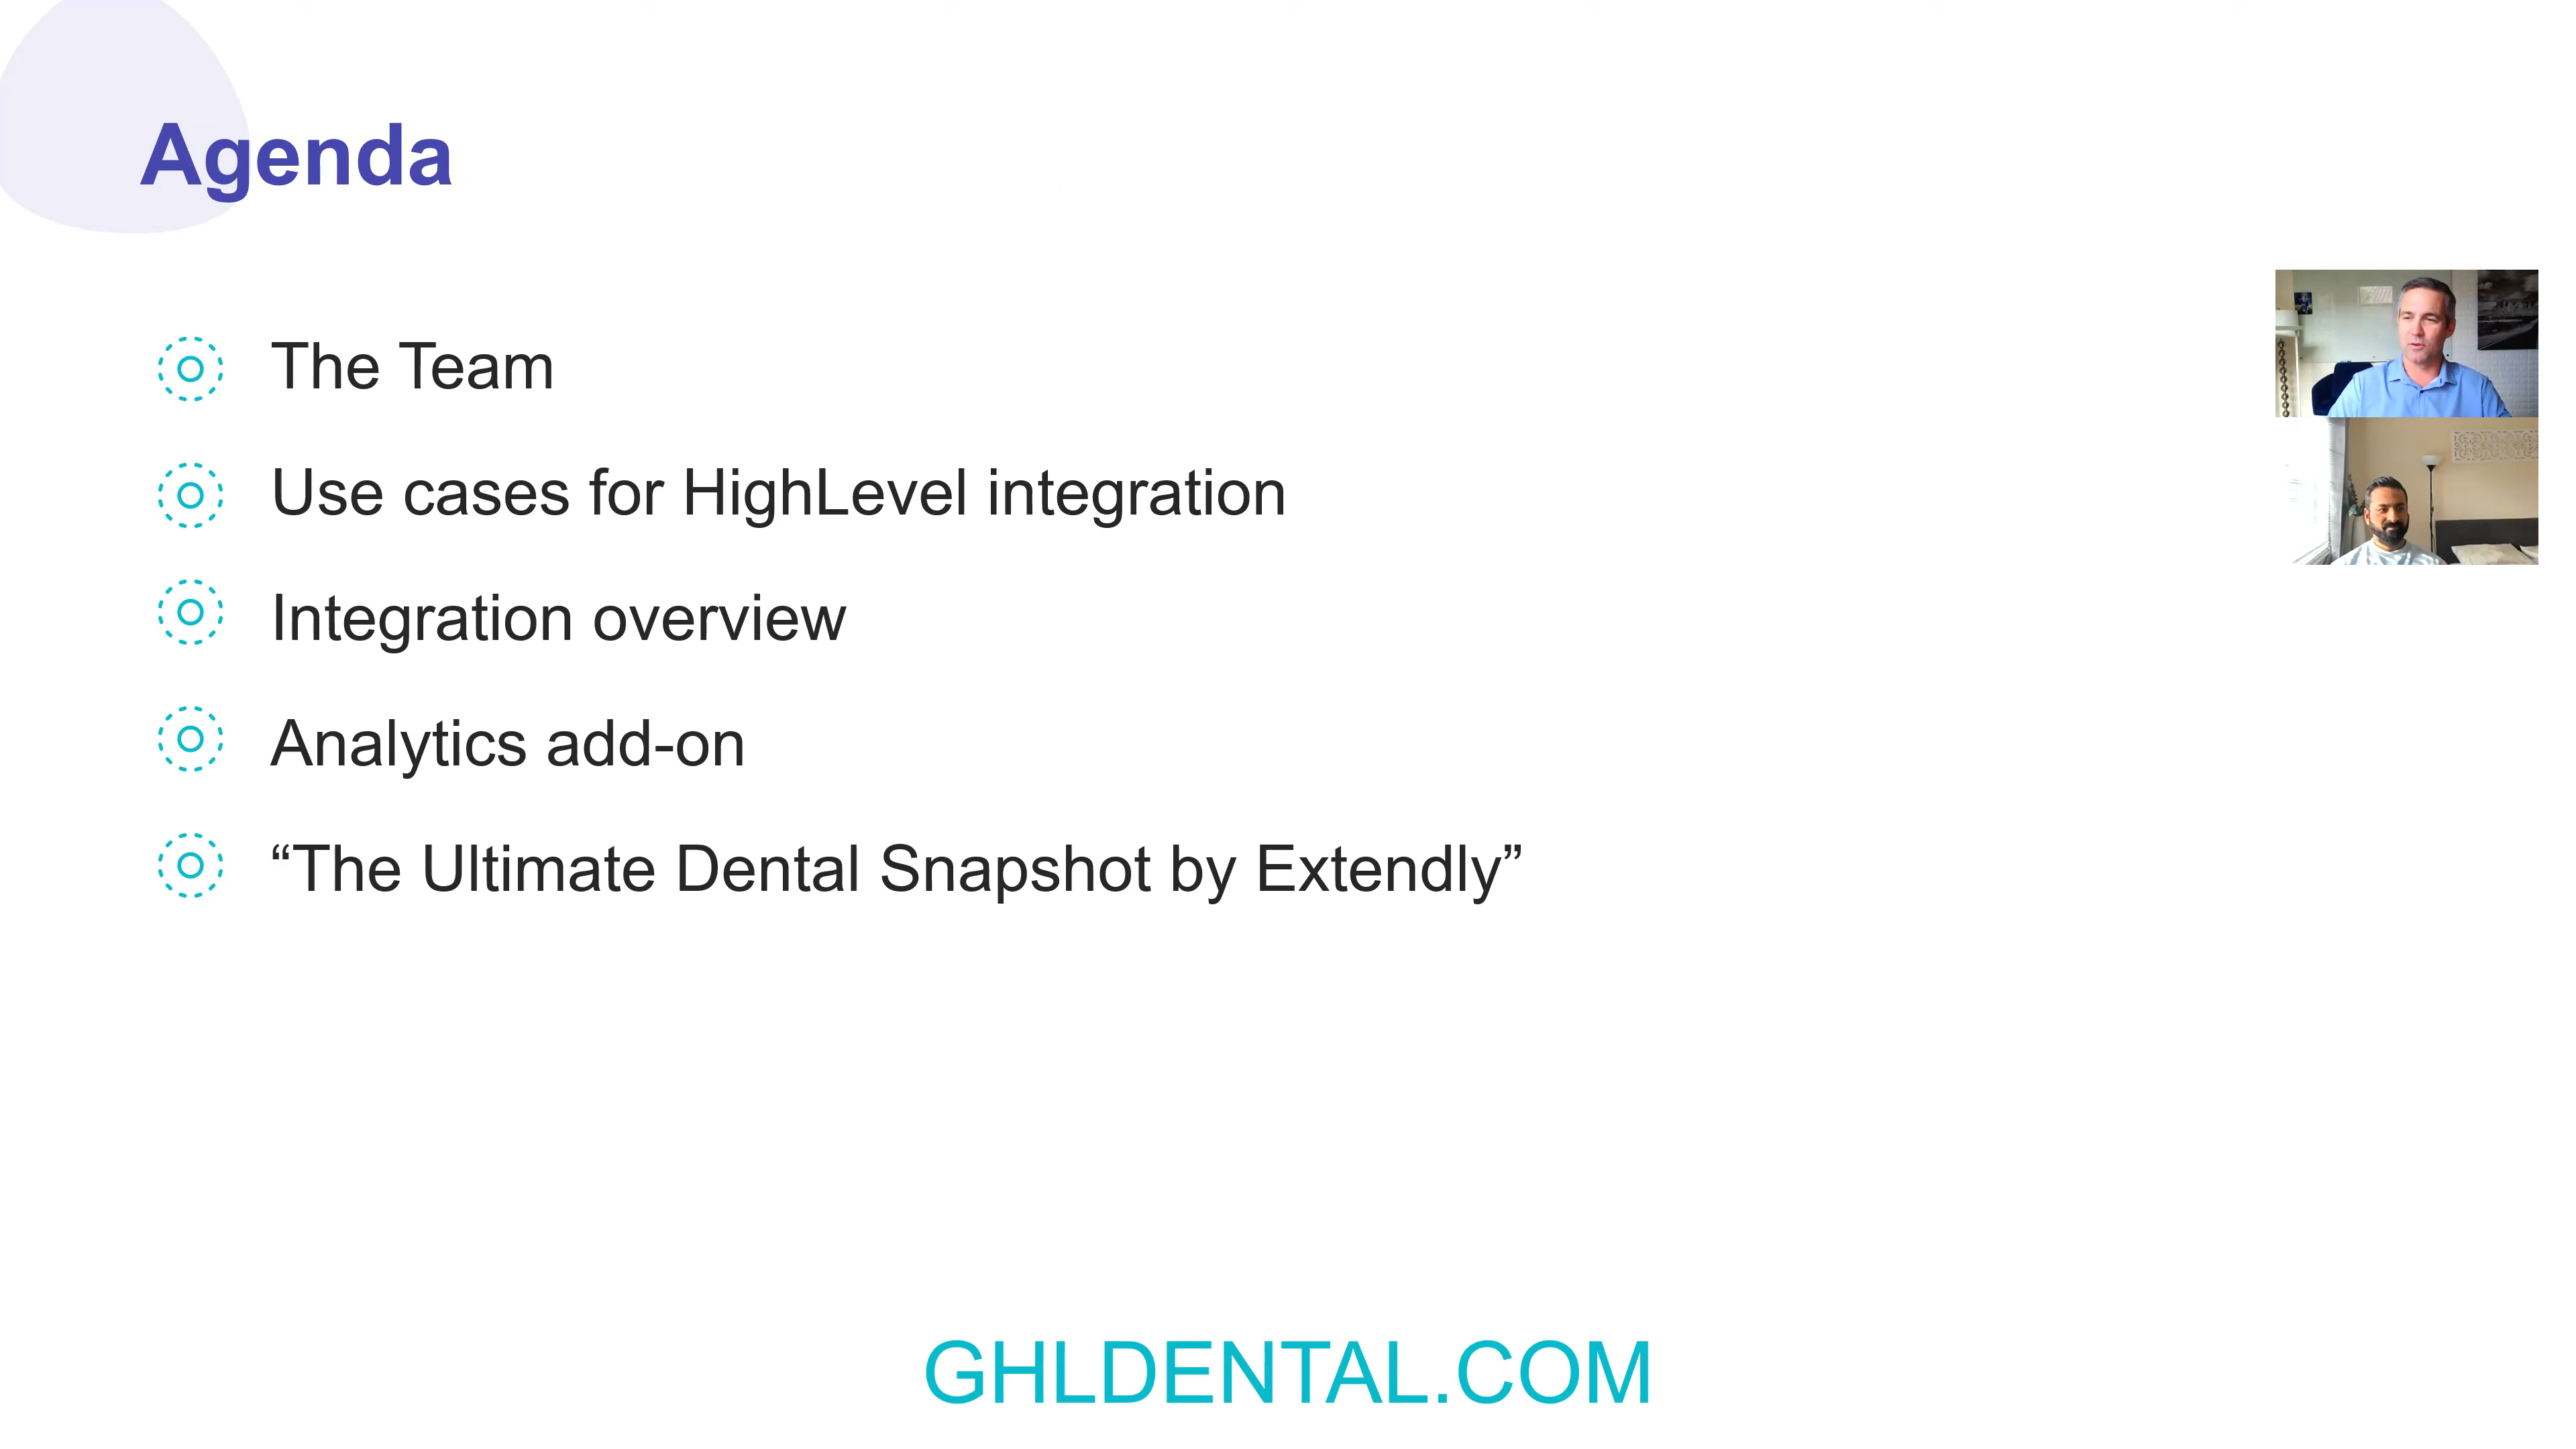 Agenda
The Team
Use cases for HighLevel integration
Integration overview
Analytics add-on
“The Ultimate Dental Snapshot by Extendly”
GHLDENTAL.COM